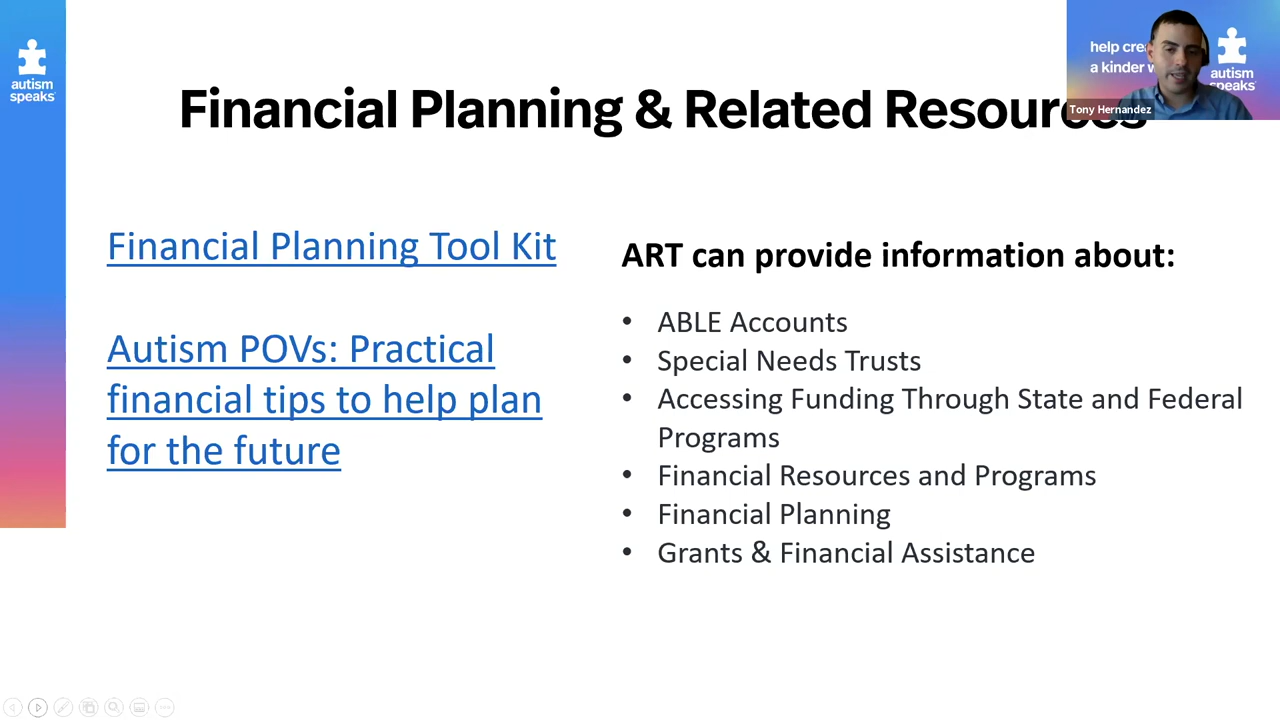 autism
speaks
Financial Planning & Related Resources
help crea
a kinder w
autism
speaks
Tony Hernandez
Financial Planning Tool Kit
Autism POVs: Practical
financial tips to help plan
for the future
ART can provide information about:
• ABLE Accounts
• Special Needs Trusts
• Accessing Funding Through State and Federal
Programs
• Financial Resources and Programs
• Financial Planning
• Grants & Financial Assistance